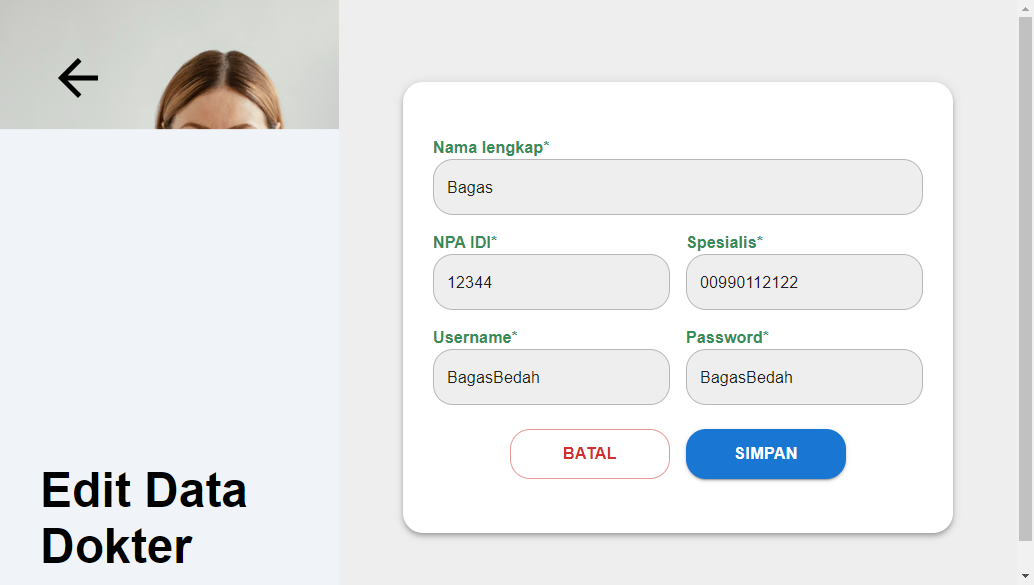 Nama lengkap*
Bagas
NPA IDI*
Spesialis*
12344
00990112122
Username*
Password*
BagasBedah
BagasBedah
BATAL
SIMPAN
Edit Data
Dokter